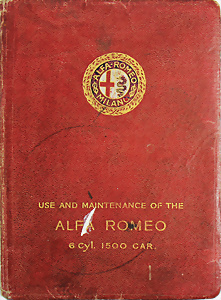 ALFA-ROMEO
MILANO
USE AND MAINTENANCE OF THE
ALFA ROMEO
6 cyl. 1500 CAR.